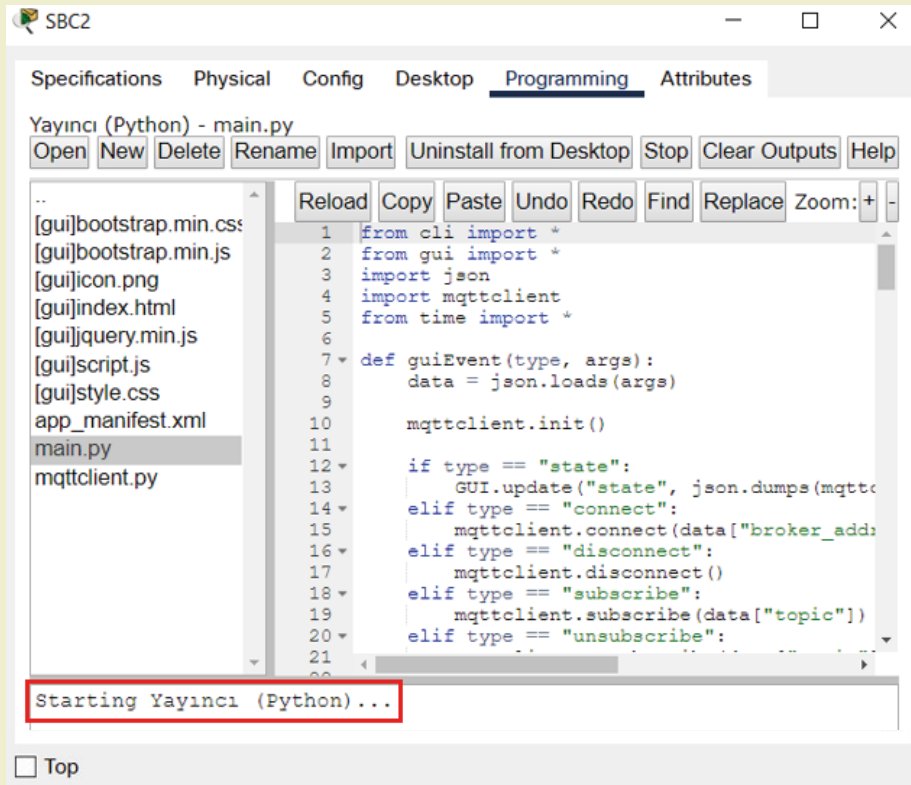 SBC2
Specifications Physical Config Desktop Programming Attributes
Yayıncı (Python) - main.py
Open New Delete Rename Import Uninstall from Desktop Stop Clear Outputs Help
Reload Copy Paste Undo Redo Find Replace Zoom: + -
..
[gui]bootstrap.min.css
[gui]bootstrap.min.js
[gui]icon.png
[gui]index.html
[gui]jquery.min.js
[gui]script.js
[gui]style.css
app_manifest.xml
main.py
mqttclient.py
1 from cli import *
2 from gui import *
3 import json
4 import mqttclient
5 from time import *
6
7 def guiEvent(type, args):
8     data = json.loads(args)
9
10     mqttclient.init()
11
12     if type == "state":
13         GUI.update("state", json.dumps(mqttc
14     elif type == "connect":
15         mqttclient.connect(data["broker_addr
16     elif type == "disconnect":
17         mqttclient.disconnect()
18     elif type == "subscribe":
19         mqttclient.subscribe(data["topic"])
20     elif type == "unsubscribe":
21
Starting Yayıncı (Python)...
Top